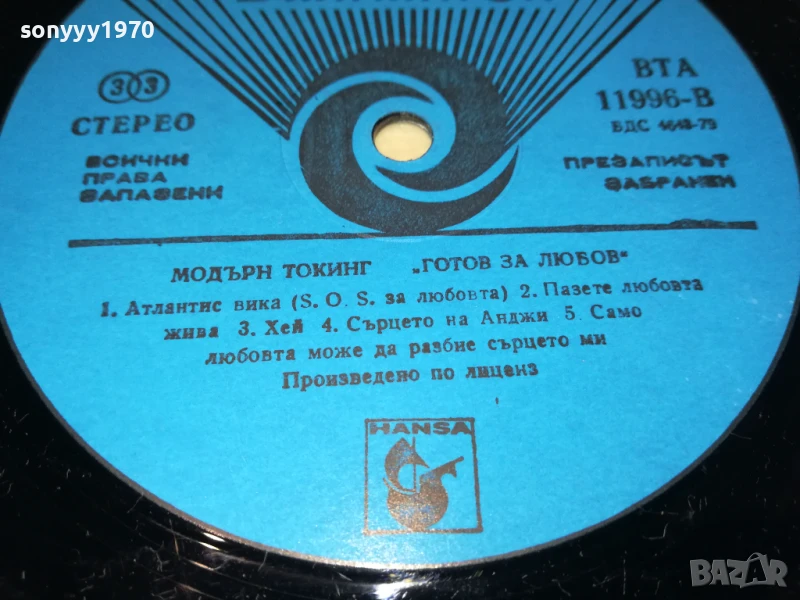 sonyyy1970
33
СТЕРЕО
ВСИЧКИ
ПРАВА
ЗАПАЗЕНИ
ВТА
11996-В
БДС 4643-79
ПРЕЗАПИСЪТ
ЗАБРАНЕН
МОДЪРН ТОКИНГ „ГОТОВ ЗА ЛЮБОВ"
1. Атлантис вика (S. O. S. за любовта) 2. Пазете любовта
жива 3. Хей 4. Сърцето на Анджи 5. Само
любовта може да разбие сърцето ми
Произведено по лиценз
HANSA
BAZAR